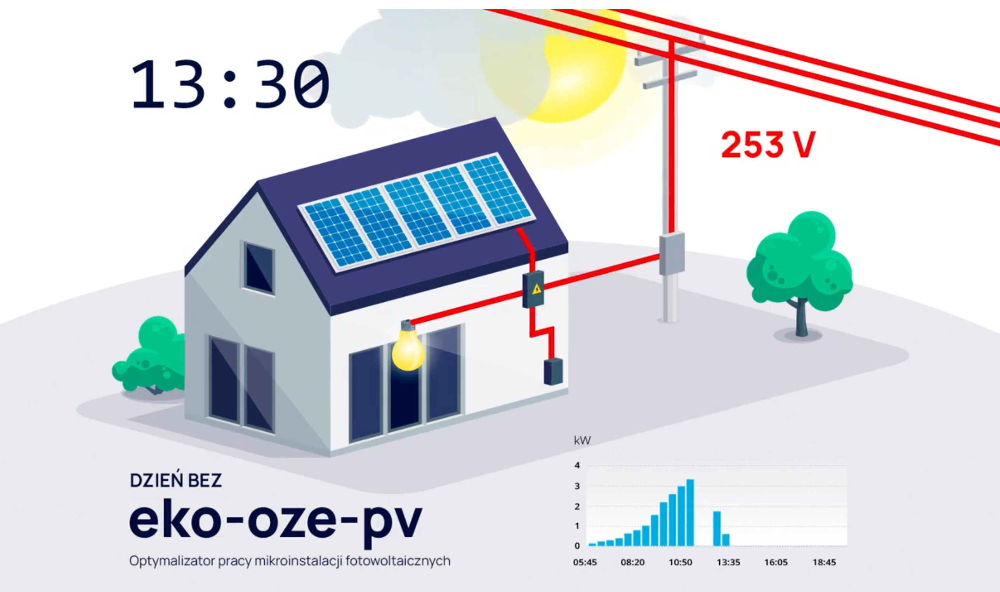 13:30
253 V
DZIEŃ BEZ
eko-oze-pv
Optymalizator pracy mikroinstalacji fotowoltaicznych
kW
4
3
2
1
0
05:45 08:20 10:50 13:35 16:05 18:45